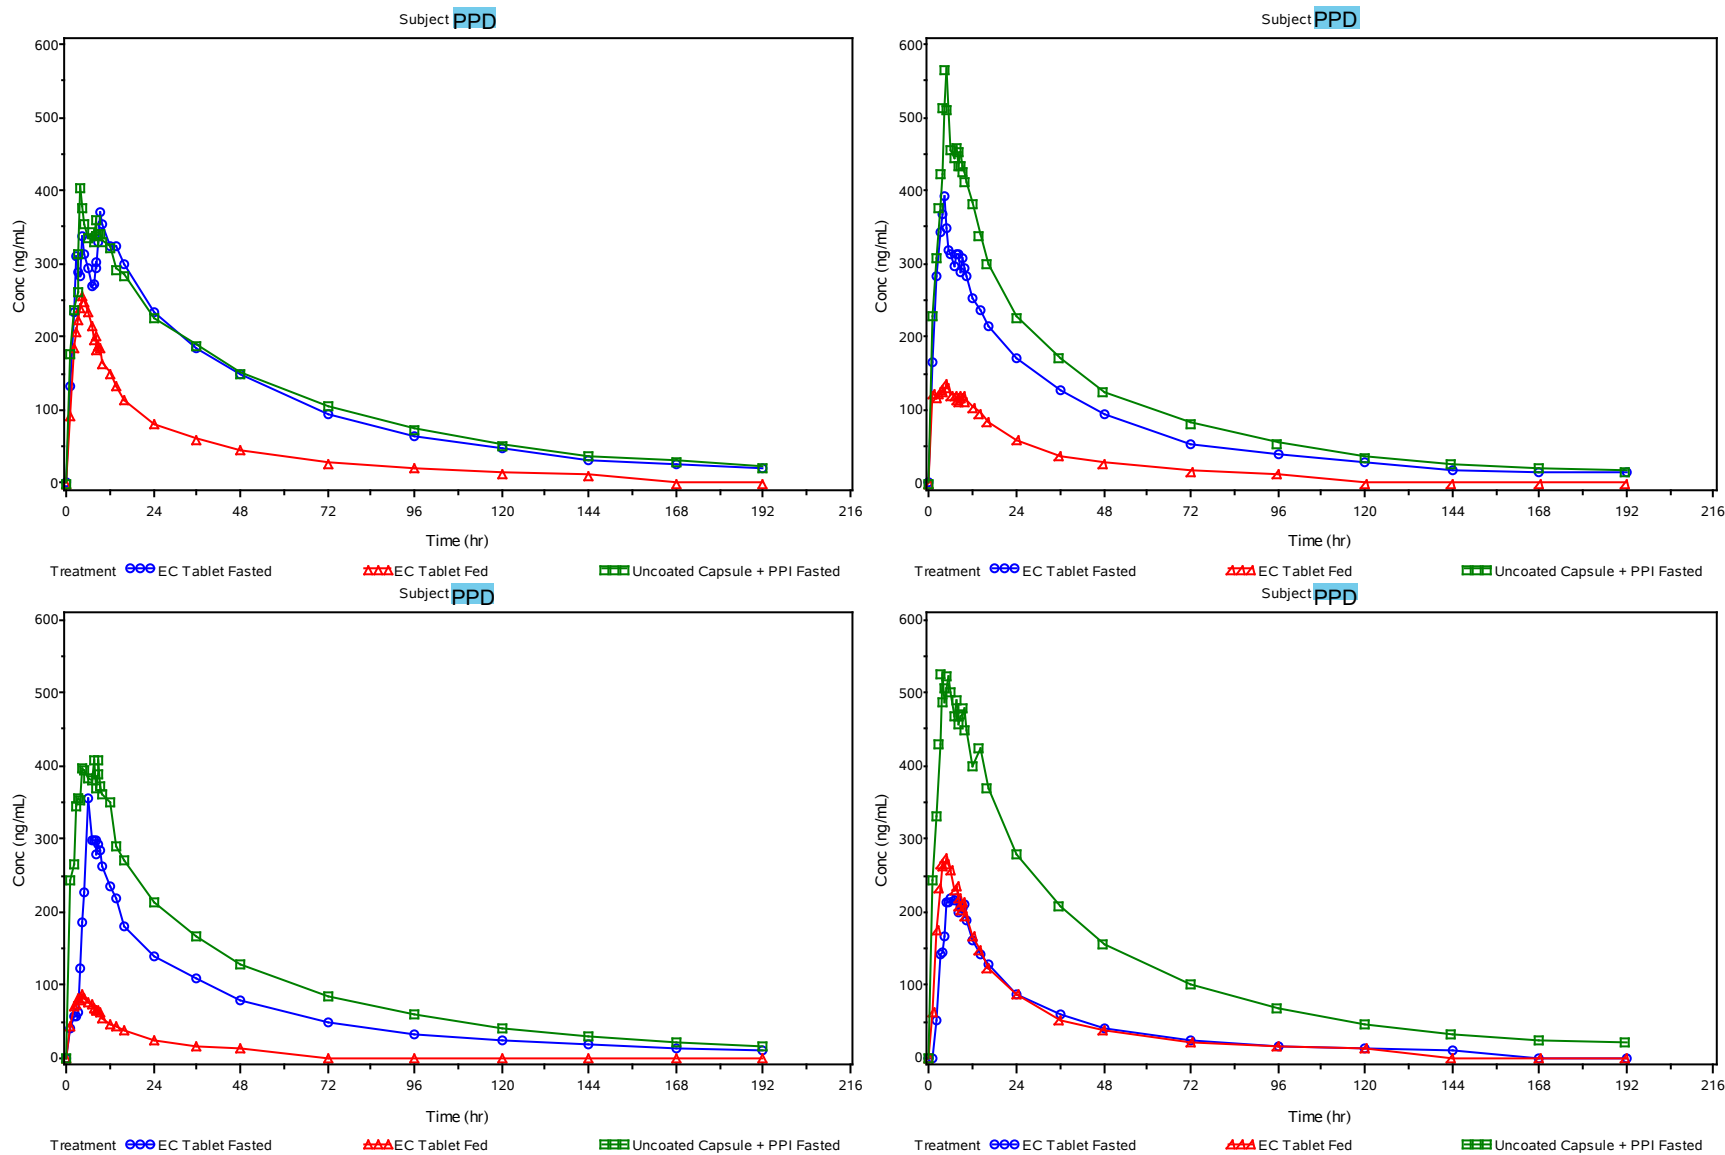 Subject PPD
Conc (ng/mL)
600
500
400
300
200
100
0
0 24 48 72 96 120 144 168 192 216
Time (hr)
Treatment EC Tablet Fasted EC Tablet Fed Uncoated Capsule + PPI Fasted
Subject PPD
Conc (ng/mL)
600
500
400
300
200
100
0
0 24 48 72 96 120 144 168 192 216
Time (hr)
Treatment EC Tablet Fasted EC Tablet Fed Uncoated Capsule + PPI Fasted
Subject PPD
Conc (ng/mL)
600
500
400
300
200
100
0
0 24 48 72 96 120 144 168 192 216
Time (hr)
Treatment EC Tablet Fasted EC Tablet Fed Uncoated Capsule + PPI Fasted
Subject PPD
Conc (ng/mL)
600
500
400
300
200
100
0
0 24 48 72 96 120 144 168 192 216
Time (hr)
Treatment EC Tablet Fasted EC Tablet Fed Uncoated Capsule + PPI Fasted